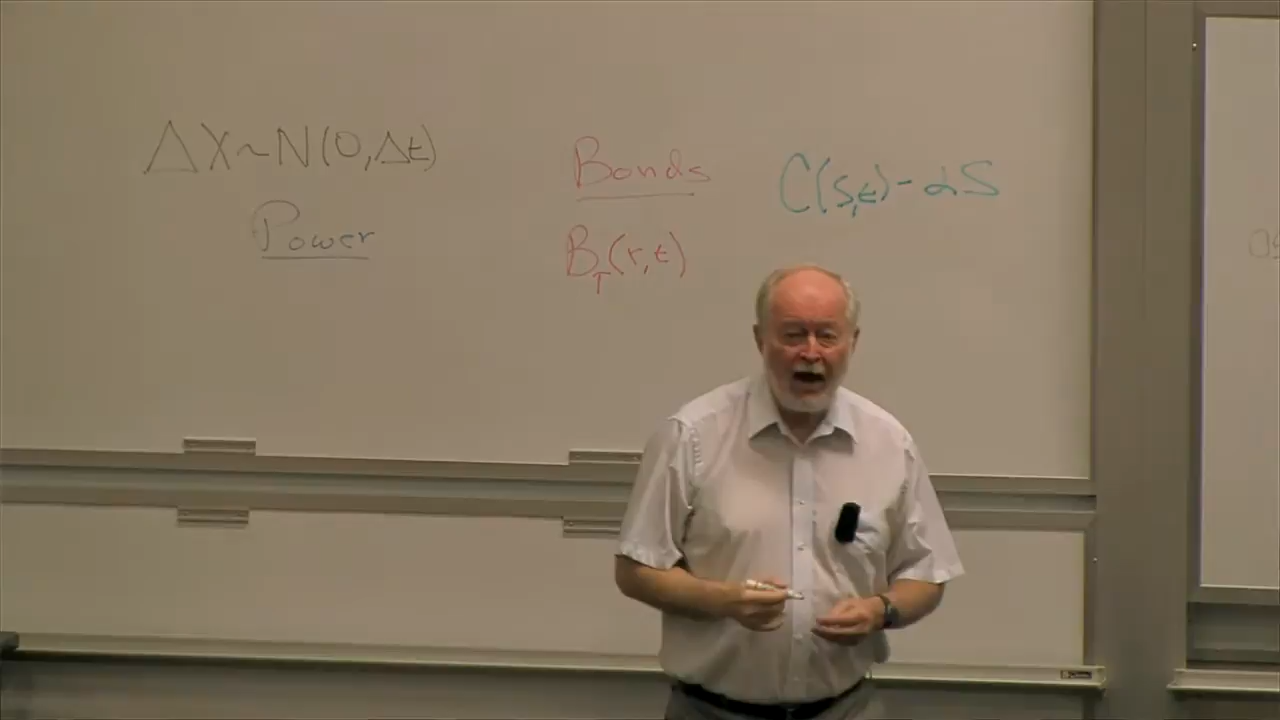 ΔX~N(0,Δt)
Power
Bonds
B_T(r,t)
C(S,t)-αS